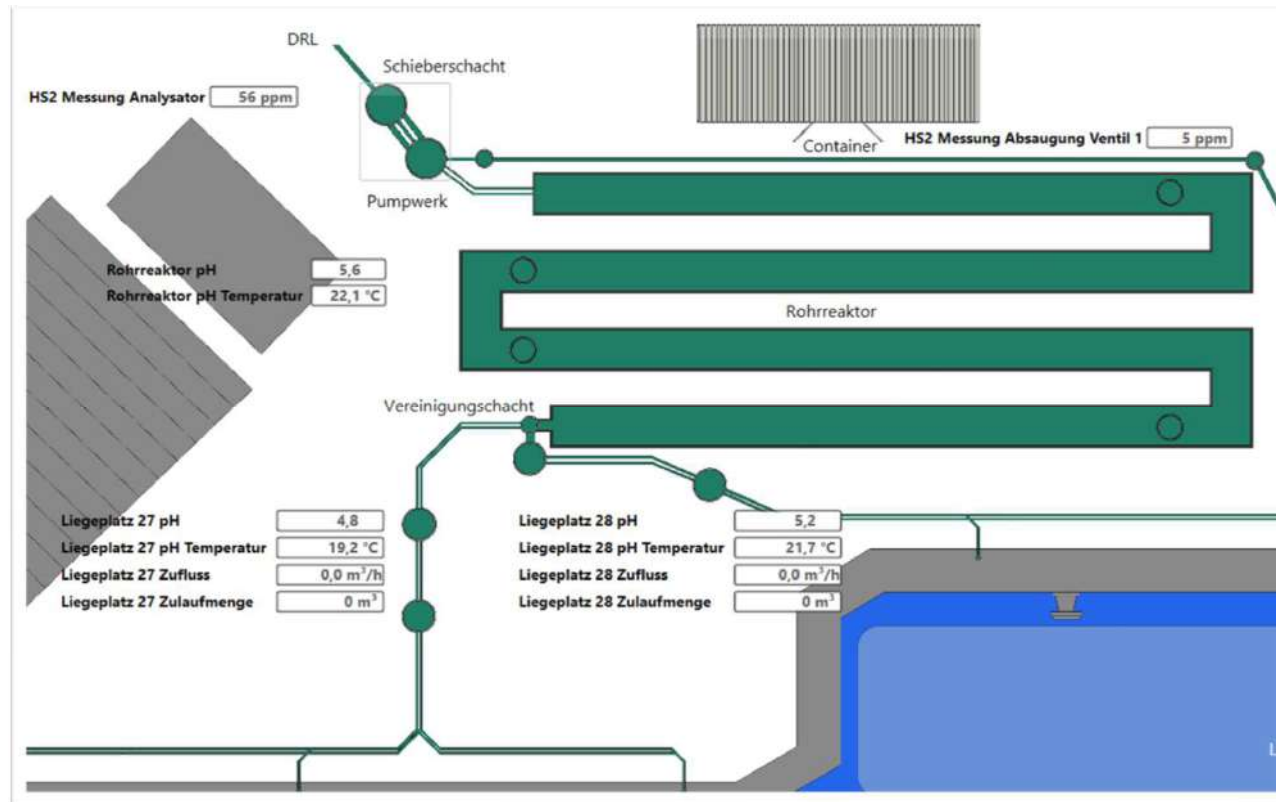 DRL
Schieberschacht
HS2 Messung Analysator 56 ppm
Container
HS2 Messung Absaugung Ventil 1 5 ppm
Pumpwerk
Rohrreaktor pH 5,6
Rohrreaktor pH Temperatur 22,1 °C
Rohrreaktor
Vereinigungschacht
Liegeplatz 27 pH 4,8
Liegeplatz 27 pH Temperatur 19,2 °C
Liegeplatz 27 Zufluss 0,0 m³/h
Liegeplatz 27 Zulaufmenge 0 m³
Liegeplatz 28 pH 5,2
Liegeplatz 28 pH Temperatur 21,7 °C
Liegeplatz 28 Zufluss 0,0 m³/h
Liegeplatz 28 Zulaufmenge 0 m³
L